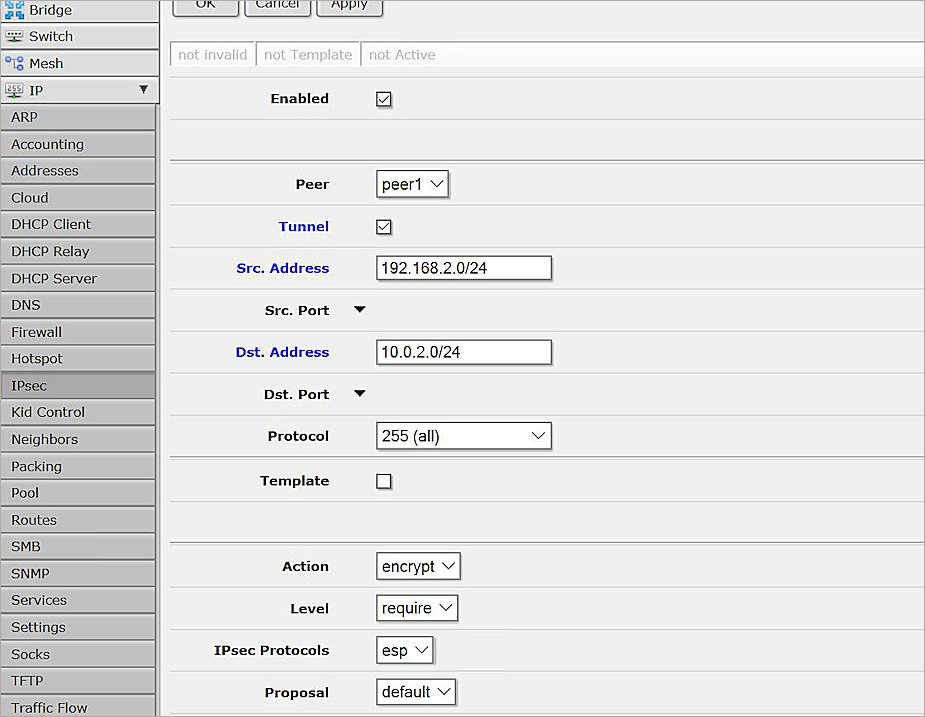 Bridge
OK Cancel Apply
Switch
not invalid not Template not Active
Mesh
IP
Enabled
ARP
Accounting
Addresses
Cloud
DHCP Client
DHCP Relay
DHCP Server
DNS
Firewall
Hotspot
IPsec
Kid Control
Neighbors
Packing
Pool
Routes
SMB
SNMP
Services
Settings
Socks
TFTP
Traffic Flow
Peer peer1
Tunnel
Src. Address 192.168.2.0/24
Src. Port
Dst. Address 10.0.2.0/24
Dst. Port
Protocol 255 (all)
Template
Action encrypt
Level require
IPsec Protocols esp
Proposal default